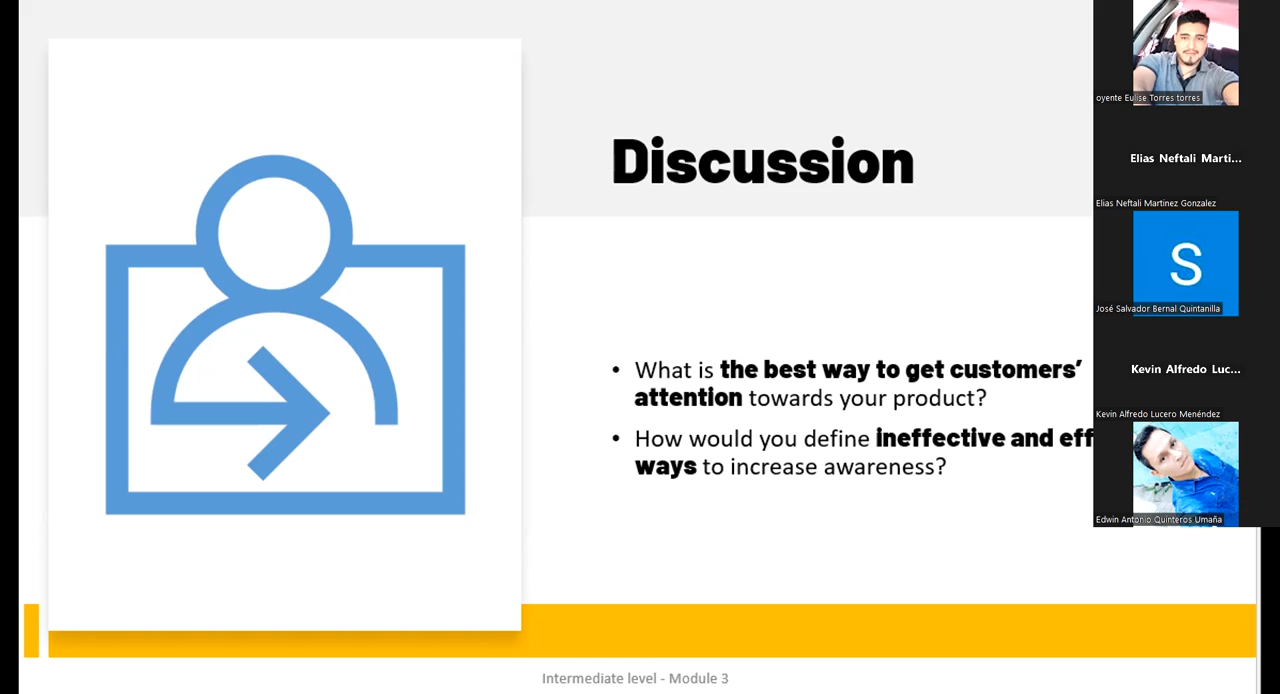 Discussion
• What is the best way to get customers’
attention towards your product?
• How would you define ineffective and eff
ways to increase awareness?
Intermediate level - Module 3
oyente Eulise Torres torres
Elias Neftali Marti...
Elias Neftali Martinez Gonzalez
S
José Salvador Bernal Quintanilla
Kevin Alfredo Luc...
Kevin Alfredo Lucero Menéndez
Edwin Antonio Quinteros Umaña